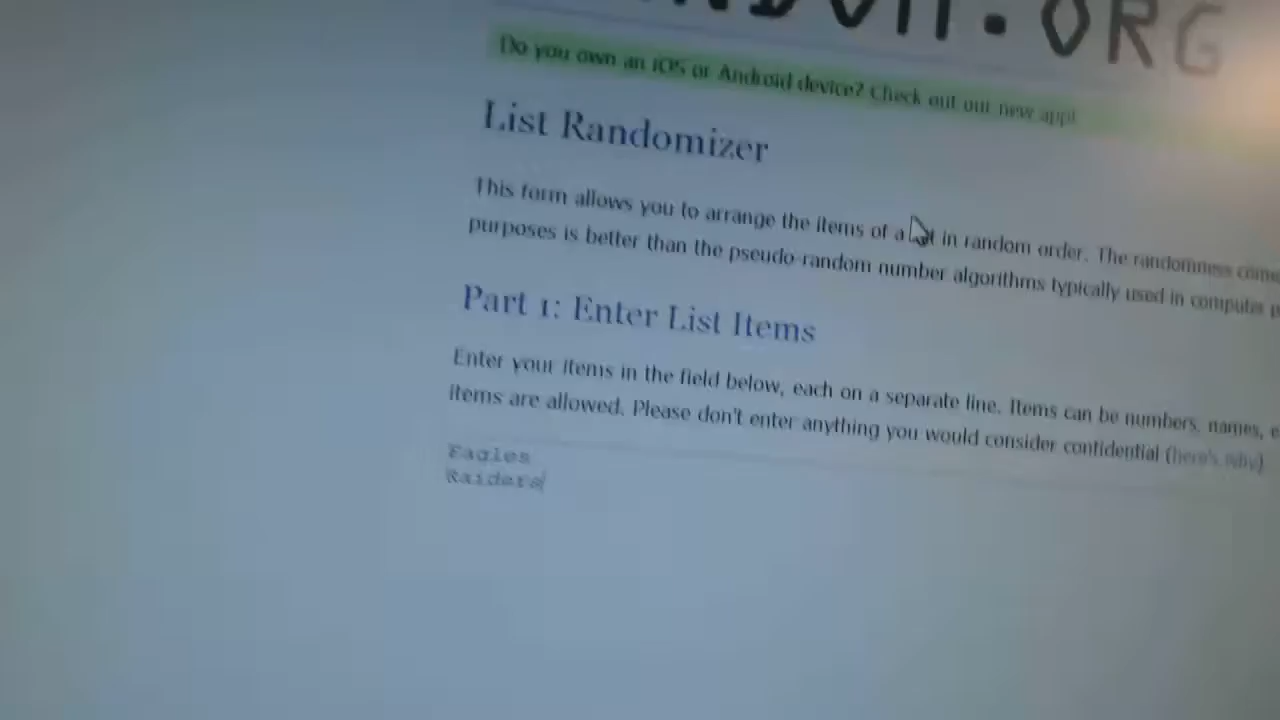 .ORG
Do you own an iOS or Android device? Check out our new app!
List Randomizer
This form allows you to arrange the items of a list in random order. The randomness comes
purposes is better than the pseudo-random number algorithms typically used in computer p
Part 1: Enter List Items
Enter your items in the field below, each on a separate line. Items can be numbers, names, e
items are allowed. Please don't enter anything you would consider confidential (here's why)
Eagles
Raiders